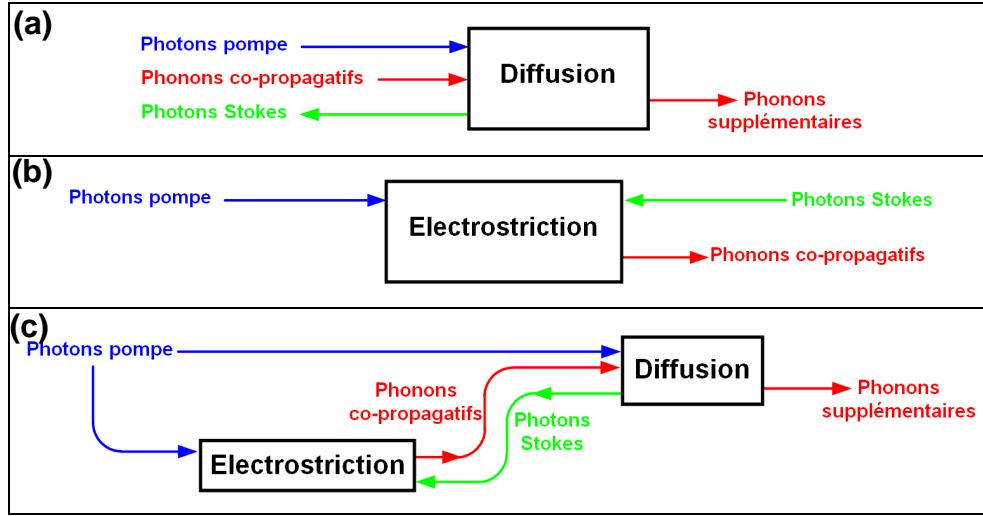 (a)
Photons pompe
Phonons co-propagatifs
Photons Stokes
Diffusion
Phonons
supplémentaires
(b)
Photons pompe
Electrostriction
Photons Stokes
Phonons co-propagatifs
(c)
Photons pompe
Diffusion
Phonons
co-propagatifs
Photons
Stokes
Phonons
supplémentaires
Electrostriction